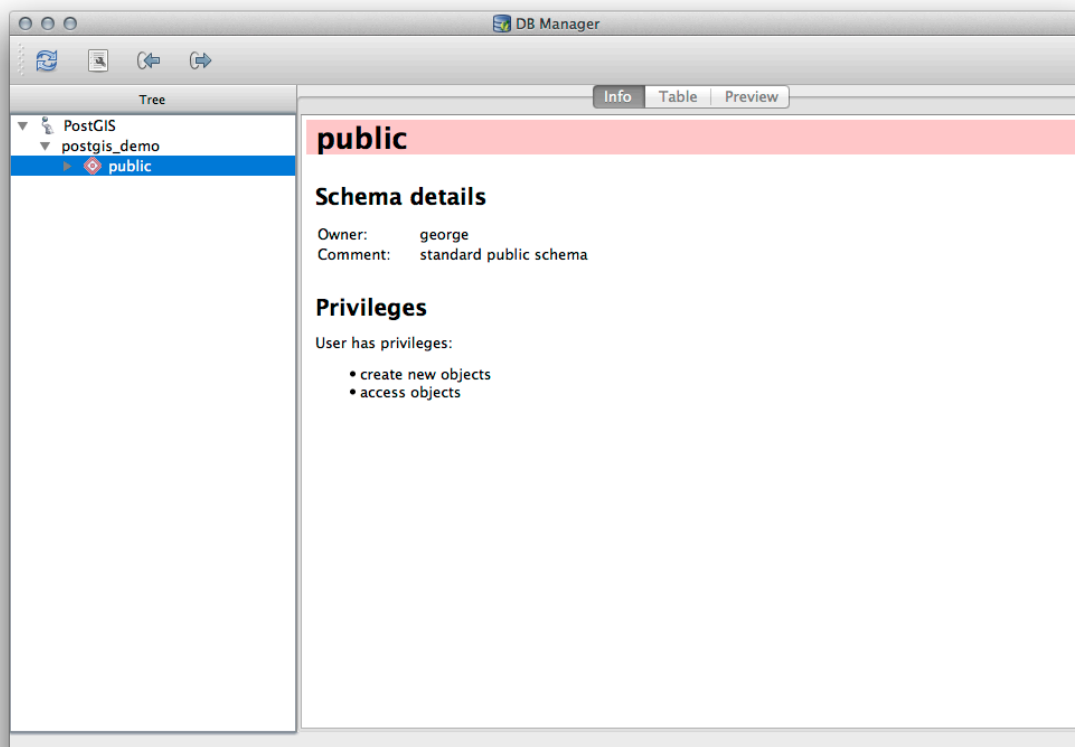 DB Manager
Tree
Info Table Preview
PostGIS
postgis_demo
public
public
Schema details
Owner: george
Comment: standard public schema
Privileges
User has privileges:
• create new objects
• access objects